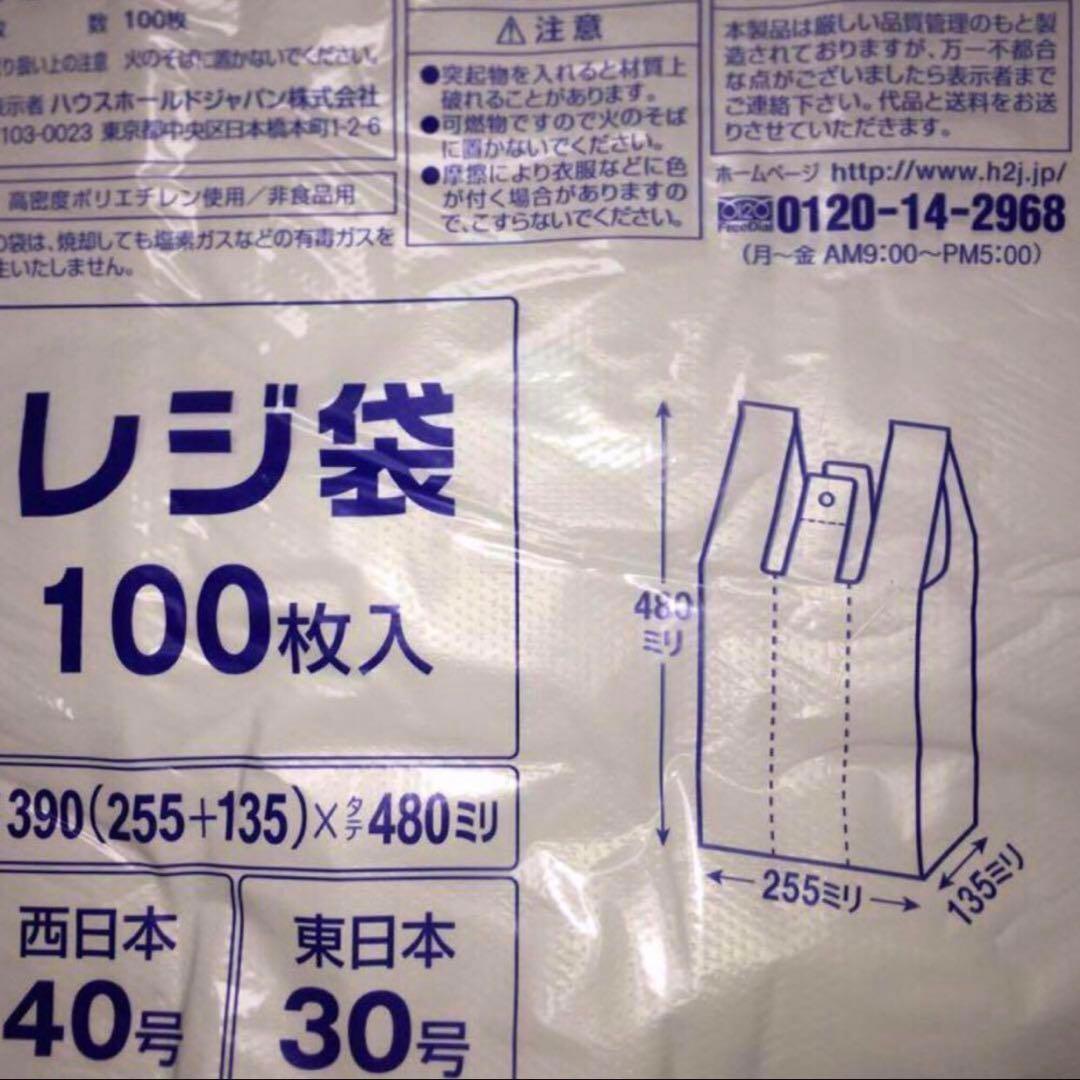 数 100枚
り扱い上の注意 火のそばに置かないでください。
表示者 ハウスホールドジャパン株式会社
103-0023 東京都中央区日本橋本町1-2-6
高密度ポリエチレン使用／非食品用
の袋は、焼却しても塩素ガスなどの有毒ガスを
生いたしません。
⚠注意
●突起物を入れると材質上
破れることがあります。
●可燃物ですので火のそば
に置かないでください。
●摩擦により衣服などに色
が付く場合がありますの
で、こすらないでください。
本製品は厳しい品質管理のもと製
造されておりますが、万一不都合
な点がございましたら表示者まで
ご連絡下さい。代品と送料をお送
りさせていただきます。
ホームページ http://www.h2j.jp/
FreeDial 0120-14-2968
（月～金 AM9:00～PM5:00）
レジ袋
100枚入
390(255+135)×タテ480ミリ
西日本
40号
東日本
30号
480
ミリ
255ミリ
135ミリ